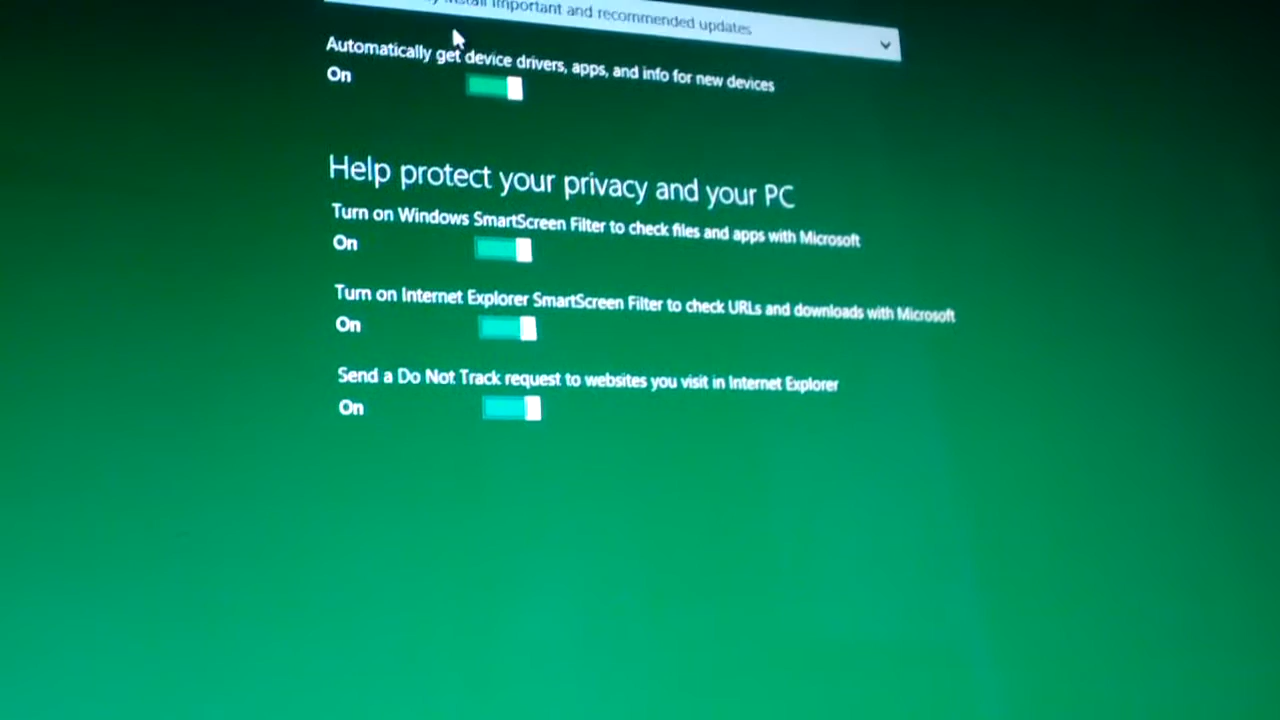 install important and recommended updates
Automatically get device drivers, apps, and info for new devices
On
Help protect your privacy and your PC
Turn on Windows SmartScreen Filter to check files and apps with Microsoft
On
Turn on Internet Explorer SmartScreen Filter to check URLs and downloads with Microsoft
On
Send a Do Not Track request to websites you visit in Internet Explorer
On